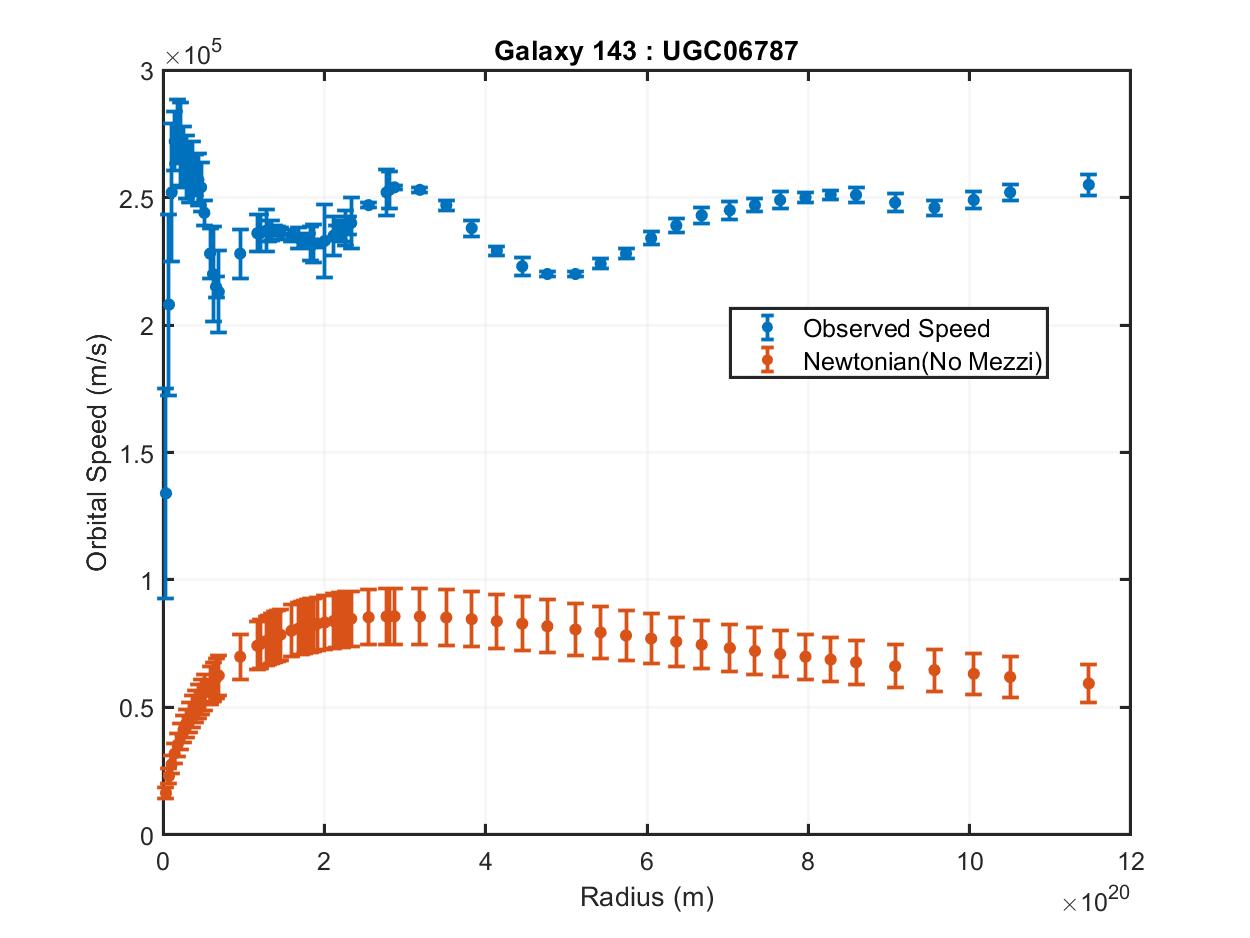 Galaxy 143 : UGC06787
×10^5
3
2.5
2
1.5
1
0.5
0
Orbital Speed (m/s)
Observed Speed
Newtonian(No Mezzi)
0 2 4 6 8 10 12
Radius (m)
×10^20